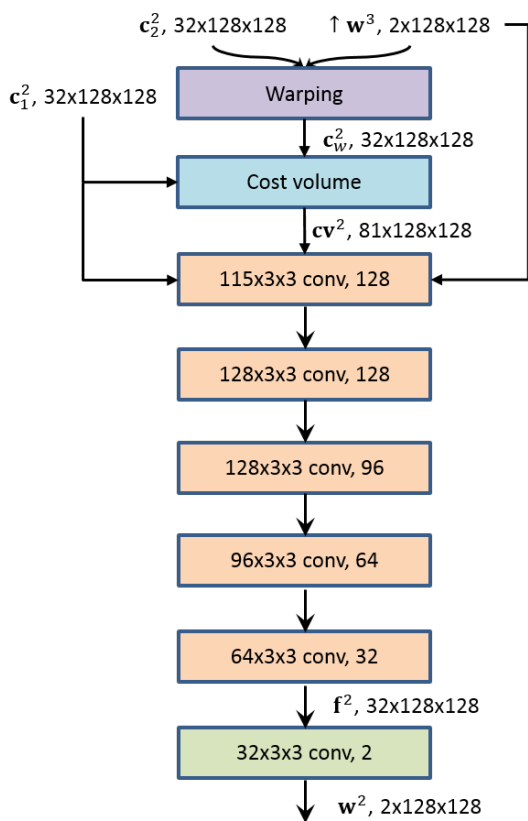 c₂², 32x128x128 ↑ w³, 2x128x128
c₁², 32x128x128
Warping
c_w², 32x128x128
Cost volume
cv², 81x128x128
115x3x3 conv, 128
128x3x3 conv, 128
128x3x3 conv, 96
96x3x3 conv, 64
64x3x3 conv, 32
f², 32x128x128
32x3x3 conv, 2
w², 2x128x128